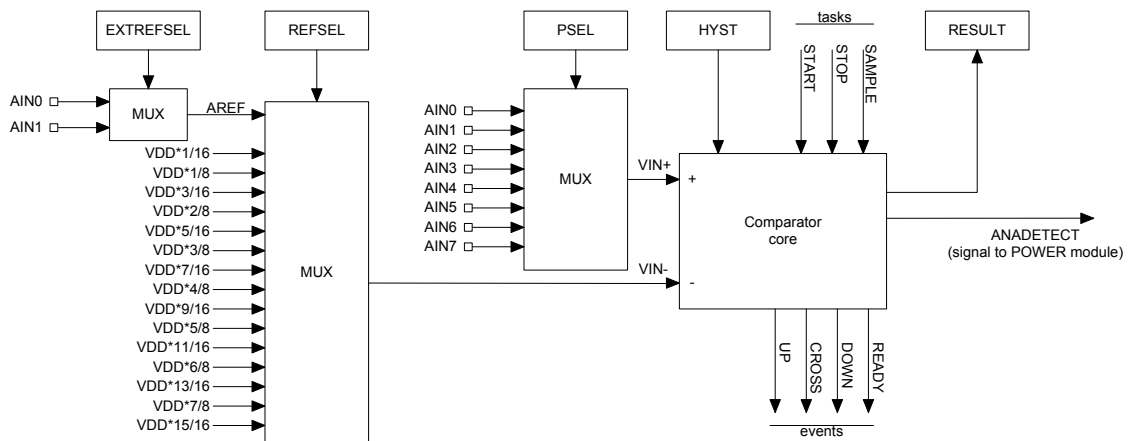 tasks
EXTREFSEL
REFSEL
PSEL
HYST
RESULT
START
STOP
SAMPLE
AIN0
AIN1
MUX
AREF
VDD*1/16
VDD*1/8
VDD*3/16
VDD*2/8
VDD*5/16
VDD*3/8
VDD*7/16
VDD*4/8
VDD*9/16
VDD*5/8
VDD*11/16
VDD*6/8
VDD*13/16
VDD*7/8
VDD*15/16
MUX
AIN0
AIN1
AIN2
AIN3
AIN4
AIN5
AIN6
AIN7
MUX
VIN+
VIN-
+
-
Comparator
core
ANADETECT
(signal to POWER module)
UP
CROSS
DOWN
READY
events